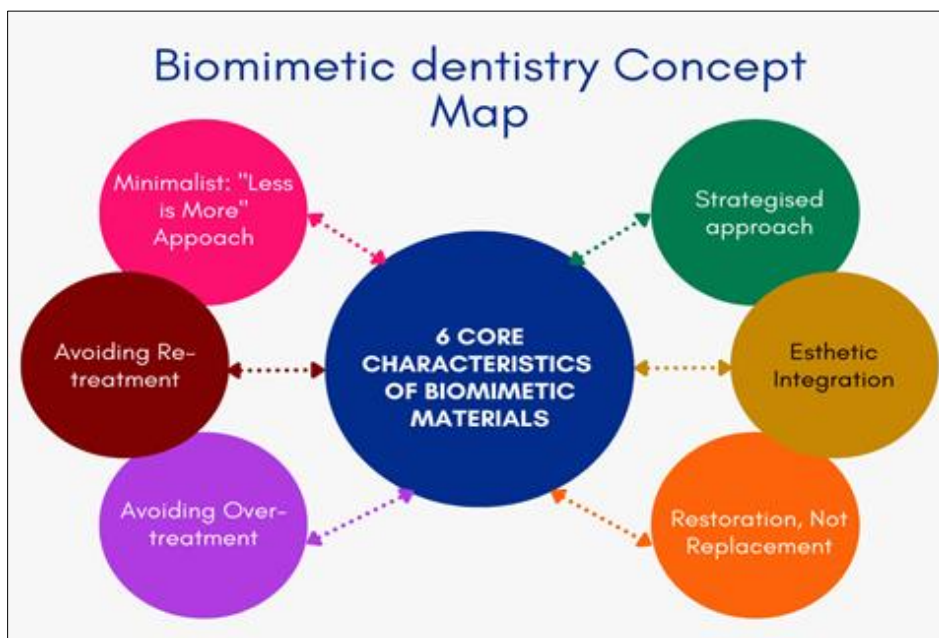 Biomimetic dentistry Concept
Map
Minimalist: "Less
is More"
Appoach
Strategised
approach
Avoiding Re-
treatment
6 CORE
CHARACTERISTICS
OF BIOMIMETIC
MATERIALS
Esthetic
Integration
Avoiding Over-
treatment
Restoration, Not
Replacement